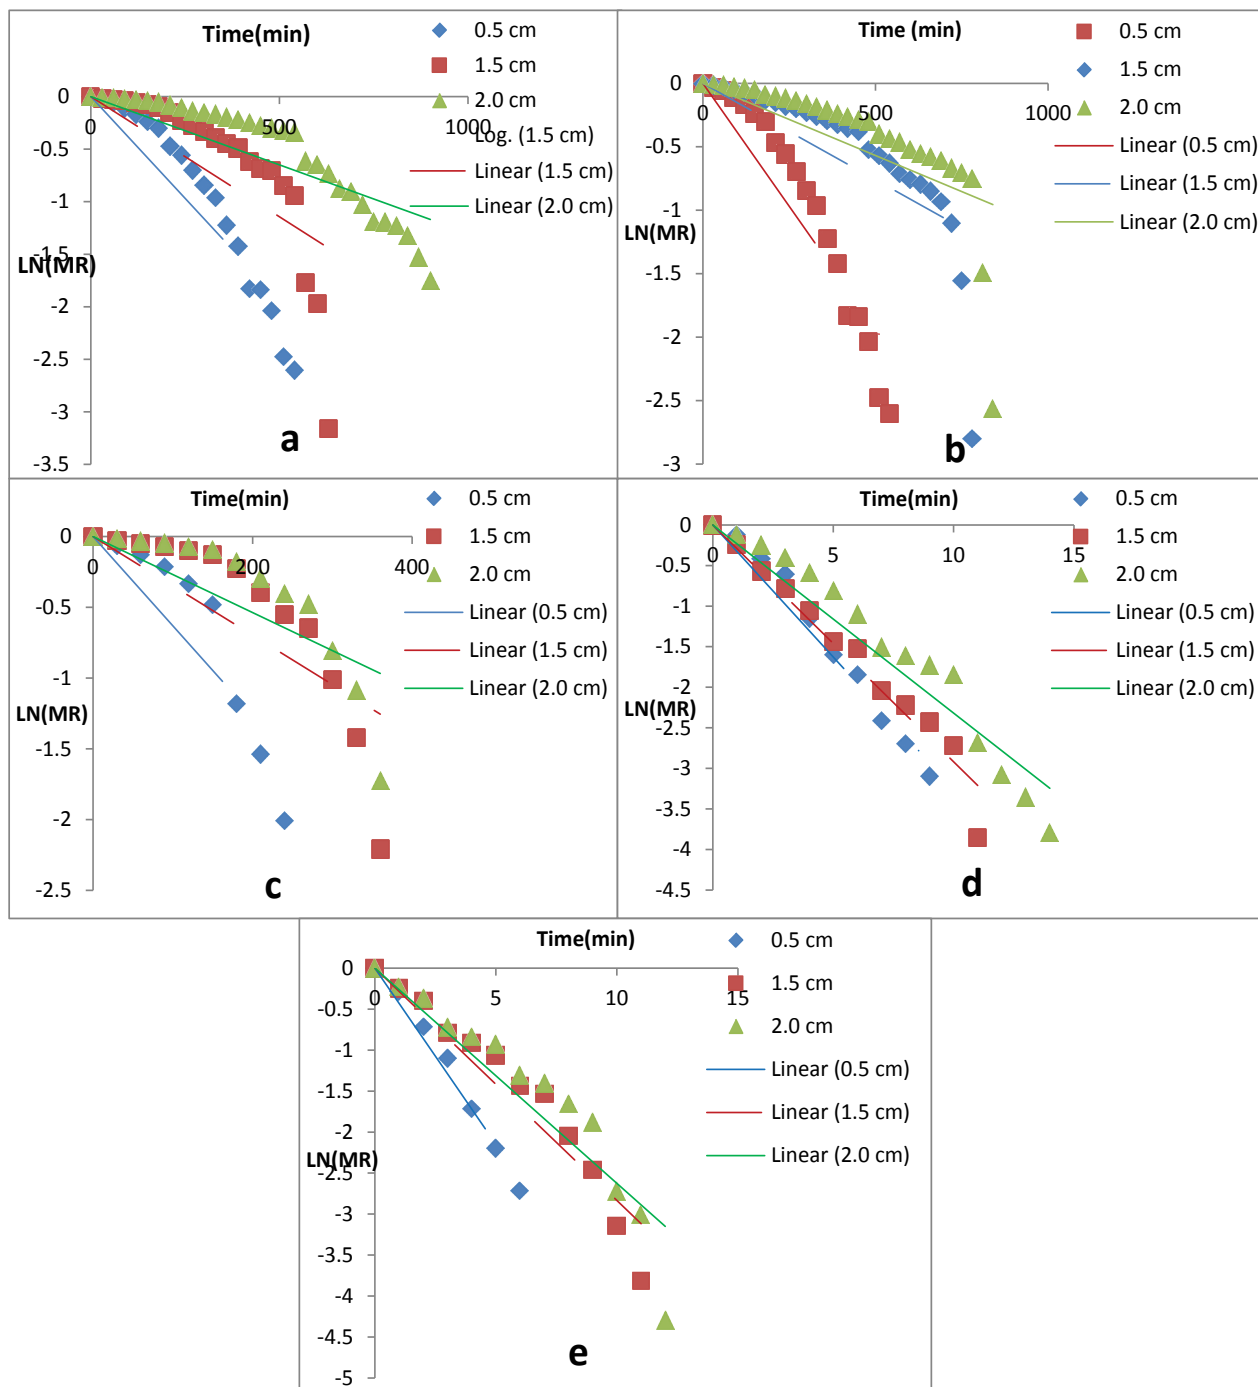 Time(min)
0.5 cm
1.5 cm
2.0 cm
Log. (1.5 cm)
Linear (1.5 cm)
Linear (2.0 cm)
0
0 500 1000
-0.5
-1
-1.5
LN(MR)
-2
-2.5
-3
-3.5
a
Time (min)
0.5 cm
1.5 cm
2.0 cm
Linear (0.5 cm)
Linear (1.5 cm)
Linear (2.0 cm)
0
0 500 1000
-0.5
-1
LN(MR)
-1.5
-2
-2.5
-3
b
Time(min)
0.5 cm
1.5 cm
2.0 cm
Linear (0.5 cm)
Linear (1.5 cm)
Linear (2.0 cm)
0
0 200 400
-0.5
-1
LN(MR)
-1.5
-2
-2.5
c
Time(min)
0.5 cm
1.5 cm
2.0 cm
Linear (0.5 cm)
Linear (1.5 cm)
Linear (2.0 cm)
0
0 5 10 15
-0.5
-1
-1.5
-2
LN(MR)
-2.5
-3
-3.5
-4
-4.5
d
Time(min)
0.5 cm
1.5 cm
2.0 cm
Linear (0.5 cm)
Linear (1.5 cm)
Linear (2.0 cm)
0
0 5 10 15
-0.5
-1
-1.5
-2
LN(MR)
-2.5
-3
-3.5
-4
-4.5
-5
e